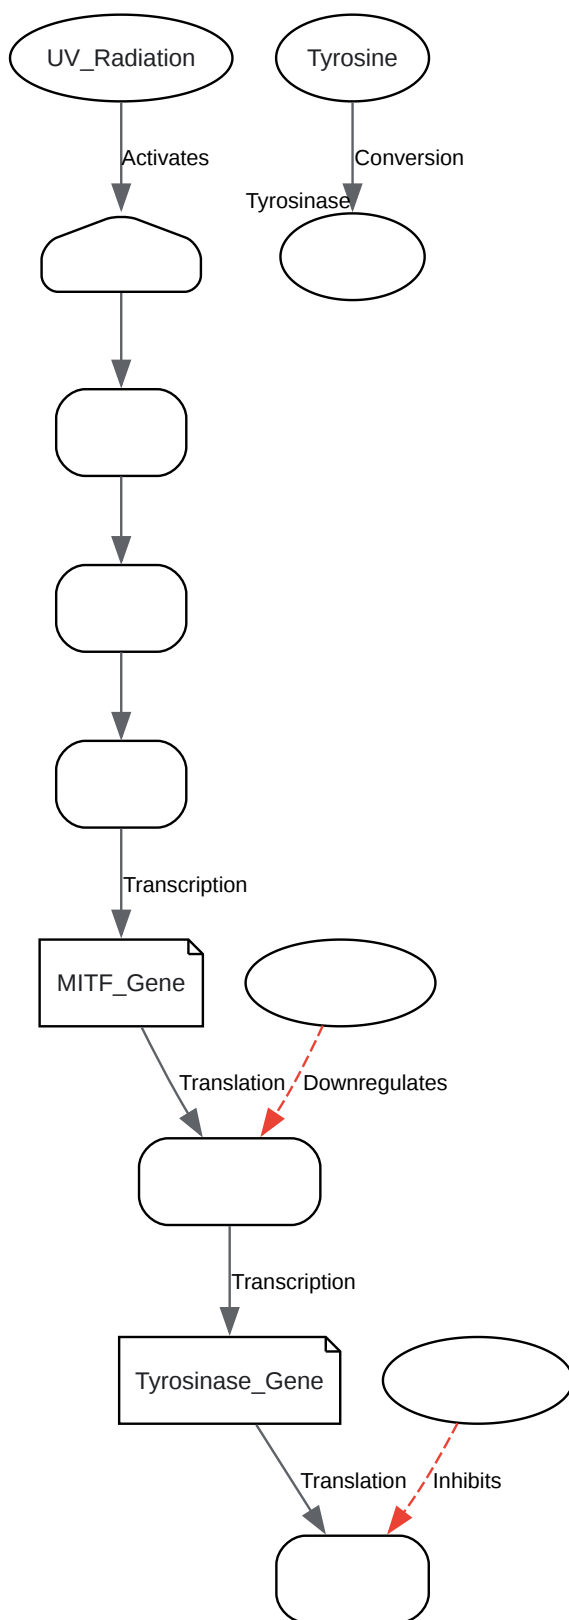 UV_Radiation
Tyrosine
Activates
Conversion
Tyrosinase
Transcription
MITF_Gene
Translation
Downregulates
Transcription
Tyrosinase_Gene
Translation
Inhibits